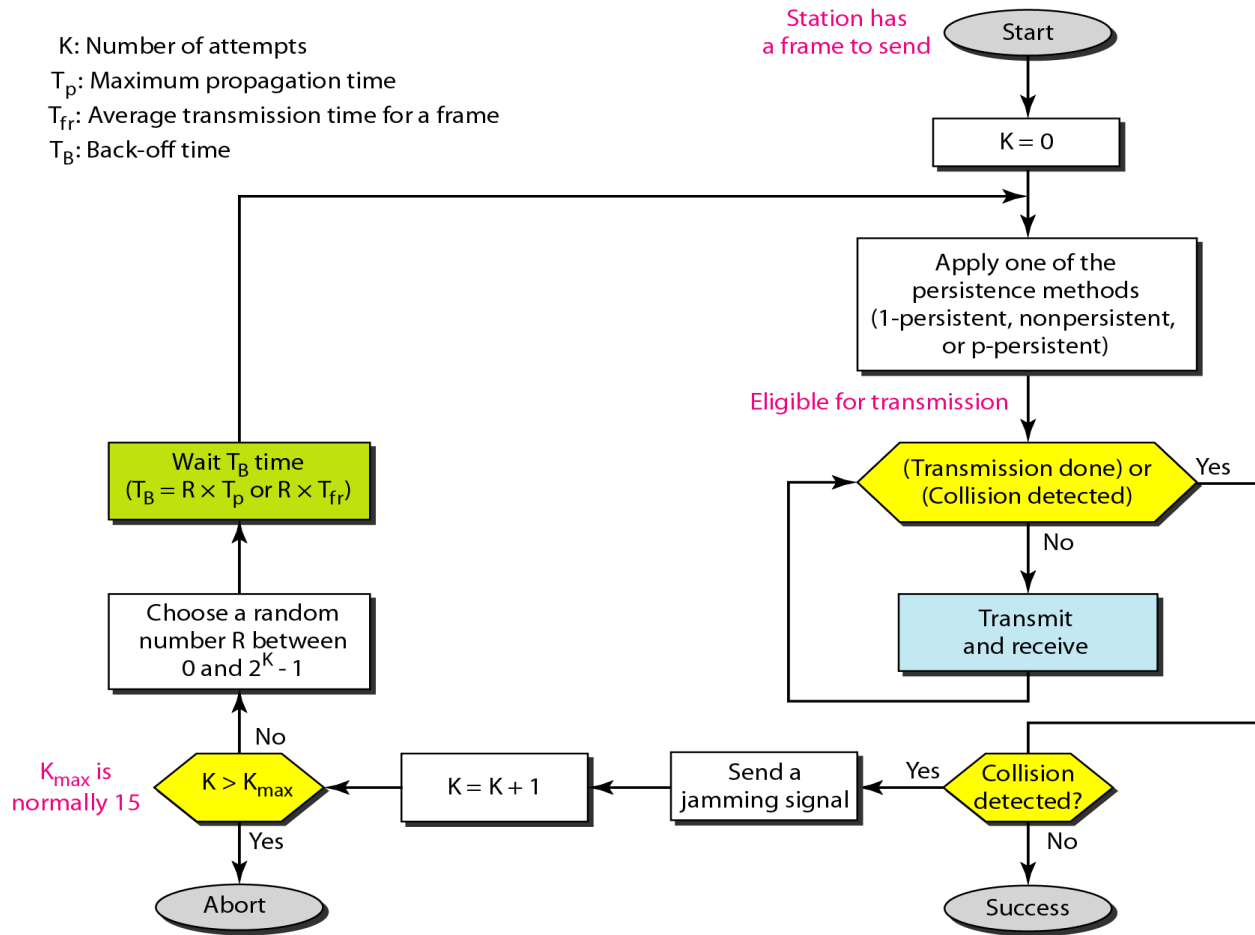 K: Number of attempts
Tp: Maximum propagation time
Tfr: Average transmission time for a frame
TB: Back-off time
Station has
a frame to send
Start
K = 0
Apply one of the
persistence methods
(1-persistent, nonpersistent,
or p-persistent)
Eligible for transmission
(Transmission done) or
(Collision detected)
Yes
No
Transmit
and receive
Wait TB time
(TB = R × Tp or R × Tfr)
Choose a random
number R between
0 and 2^K - 1
No
Kmax is
normally 15
K > Kmax
Yes
Abort
K = K + 1
Send a
jamming signal
Yes
Collision
detected?
No
Success